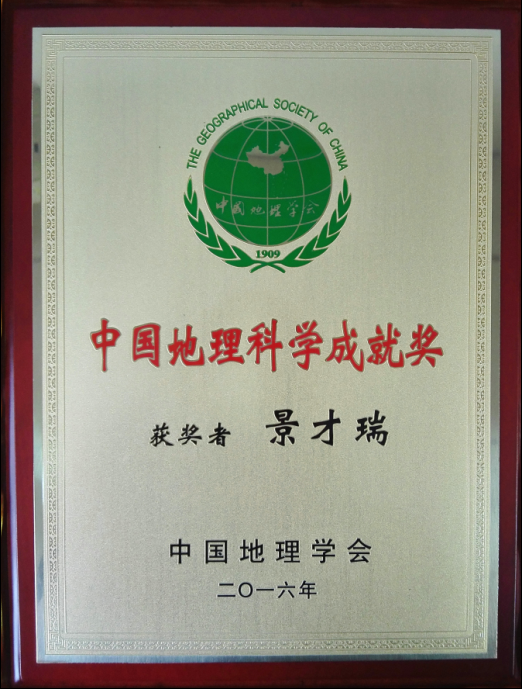 THE GEOGRAPHICAL SOCIETY OF CHINA
中国地理学会
1909
中国地理科学成就奖
获奖者 景才瑞
中国地理学会
二〇一六年